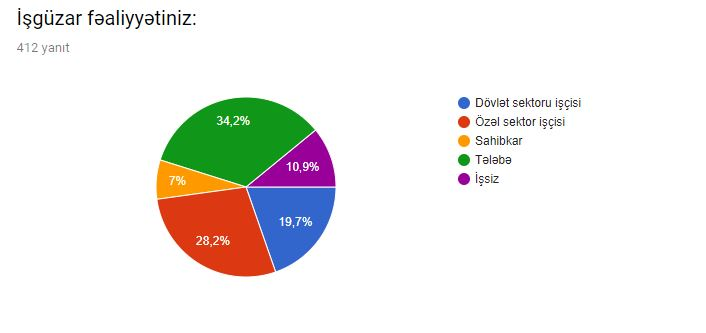 İşgüzar fəaliyyətiniz:
412 yanıt
34,2%
10,9%
7%
19,7%
28,2%
Dövlət sektoru işçisi
Özəl sektor işçisi
Sahibkar
Tələbə
İşsiz